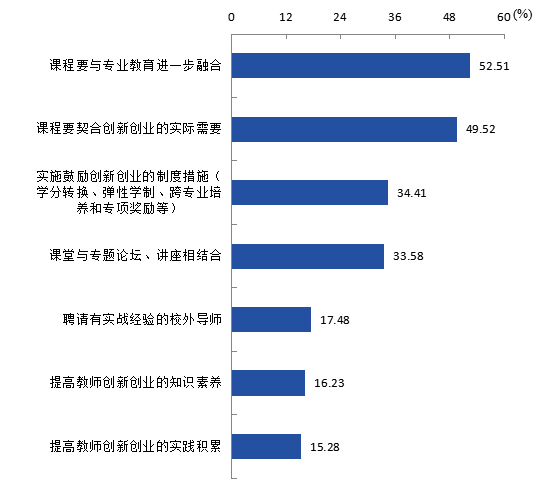 0 12 24 36 48 60 (%)
课程要与专业教育进一步融合 52.51
课程要契合创新创业的实际需要 49.52
实施鼓励创新创业的制度措施（
学分转换、弹性学制、跨专业培 34.41
养和专项奖励等）
课堂与专题论坛、讲座相结合 33.58
聘请有实战经验的校外导师 17.48
提高教师创新创业的知识素养 16.23
提高教师创新创业的实践积累 15.28